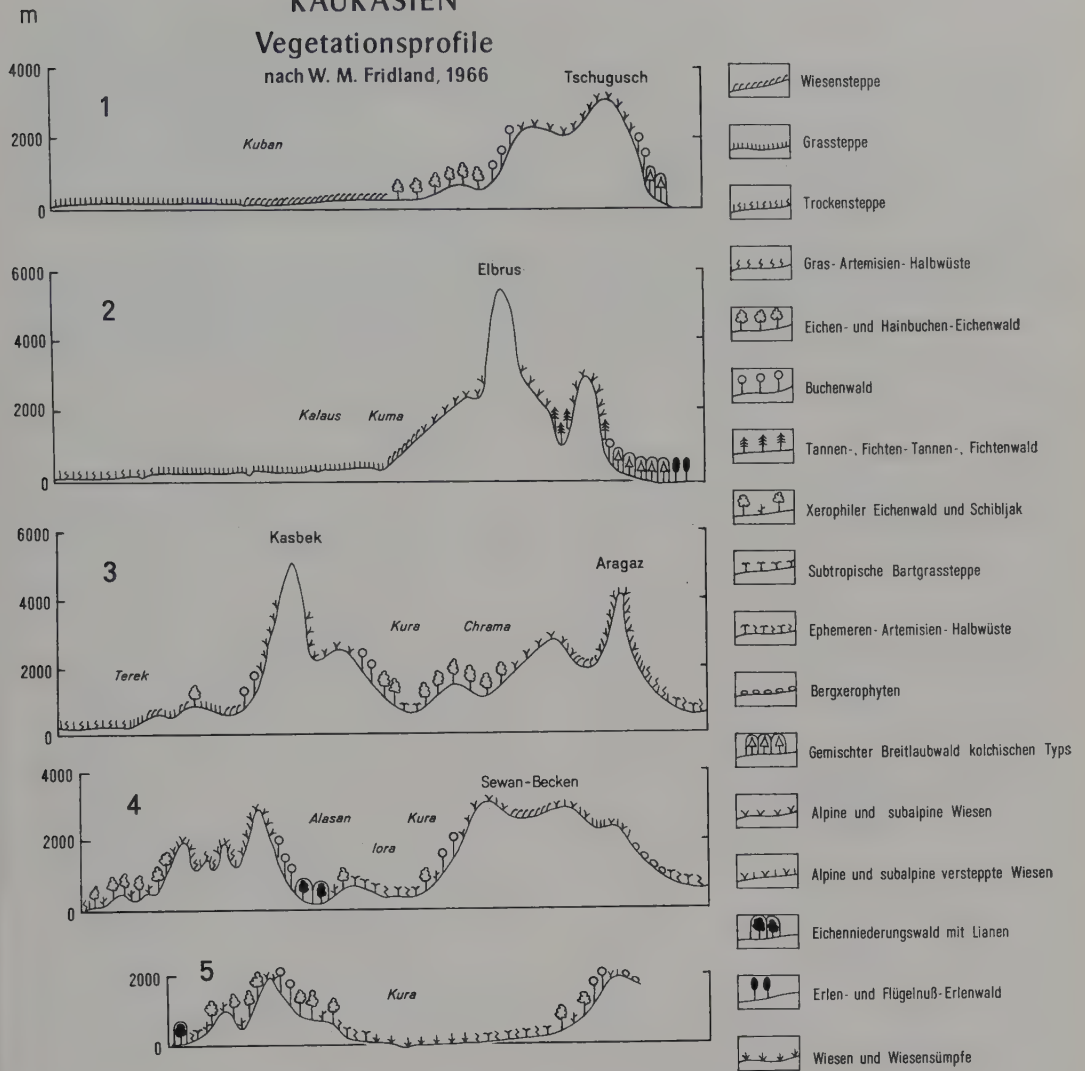 KAUKASIEN
Vegetationsprofile
nach W. M. Fridland, 1966
m
4000
2000
0
1
Kuban
Tschugusch
6000
4000
2000
0
2
Kalaus
Kuma
Elbrus
6000
4000
2000
0
3
Terek
Kasbek
Kura
Chrama
Aragaz
4000
2000
0
4
Alasan
Iora
Kura
Sewan-Becken
2000
0
5
Kura
Wiesensteppe
Grassteppe
Trockensteppe
Gras-Artemisien-Halbwüste
Eichen- und Hainbuchen-Eichenwald
Buchenwald
Tannen-, Fichten-Tannen-, Fichtenwald
Xerophiler Eichenwald und Schibljak
Subtropische Bartgrassteppe
Ephemeren-Artemisien-Halbwüste
Bergxerophyten
Gemischter Breitlaubwald kolchischen Typs
Alpine und subalpine Wiesen
Alpine und subalpine versteppte Wiesen
Eichenniederungswald mit Lianen
Erlen- und Flügelnuß-Erlenwald
Wiesen und Wiesensümpfe